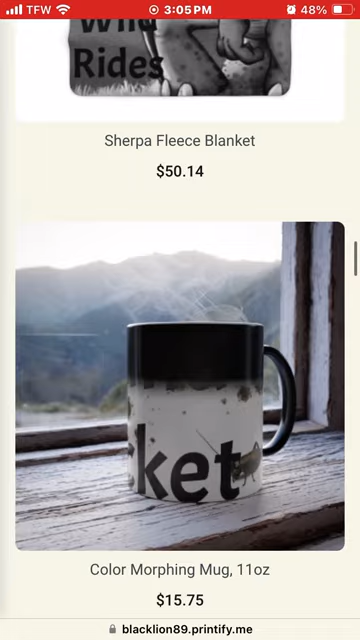 TFW 3:05 PM 48%
Wild
Rides
Sherpa Fleece Blanket
$50.14
ket
Color Morphing Mug, 11oz
$15.75
blacklion89.printify.me